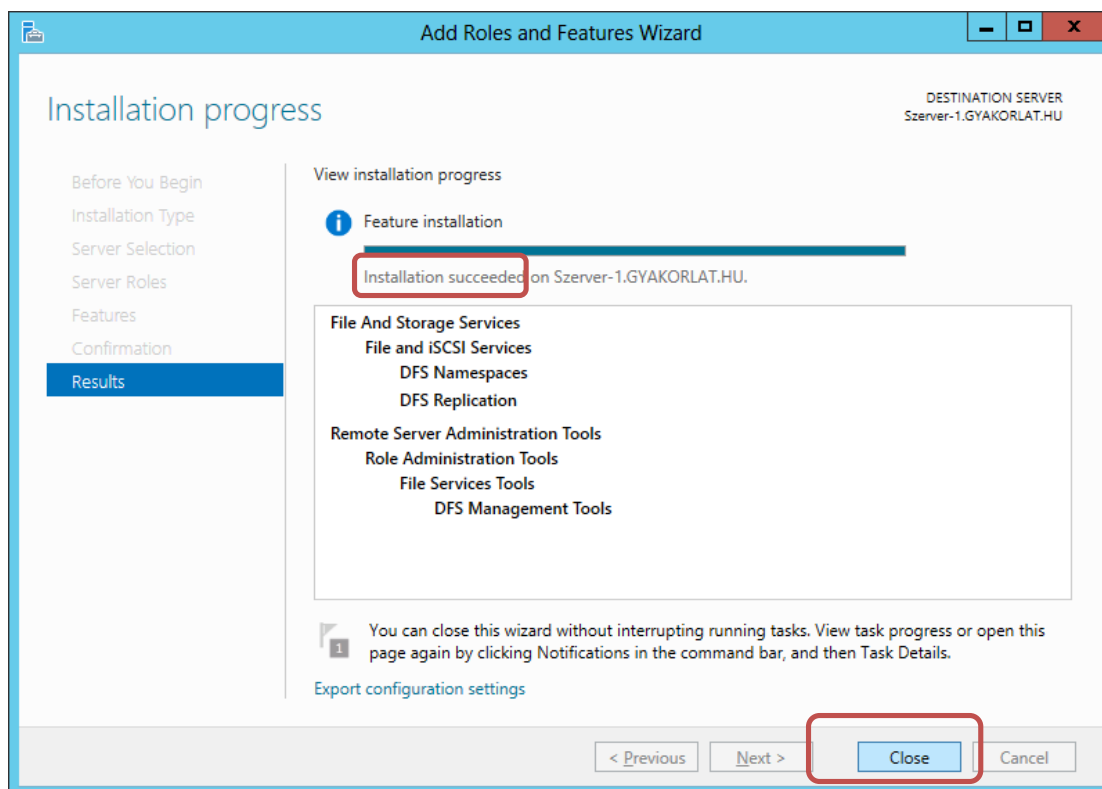 Add Roles and Features Wizard
Installation progress
DESTINATION SERVER
Szerver-1.GYAKORLAT.HU
Before You Begin
Installation Type
Server Selection
Server Roles
Features
Confirmation
Results
View installation progress
Feature installation
Installation succeeded on Szerver-1.GYAKORLAT.HU.
File And Storage Services
File and iSCSI Services
DFS Namespaces
DFS Replication
Remote Server Administration Tools
Role Administration Tools
File Services Tools
DFS Management Tools
1
You can close this wizard without interrupting running tasks. View task progress or open this
page again by clicking Notifications in the command bar, and then Task Details.
Export configuration settings
< Previous
Next >
Close
Cancel